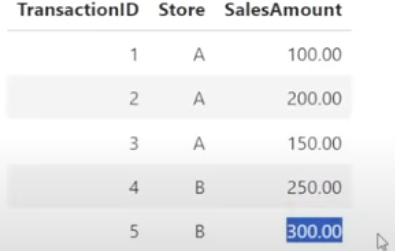 TransactionID Store SalesAmount
1 A 100.00
2 A 200.00
3 A 150.00
4 B 250.00
5 B 300.00